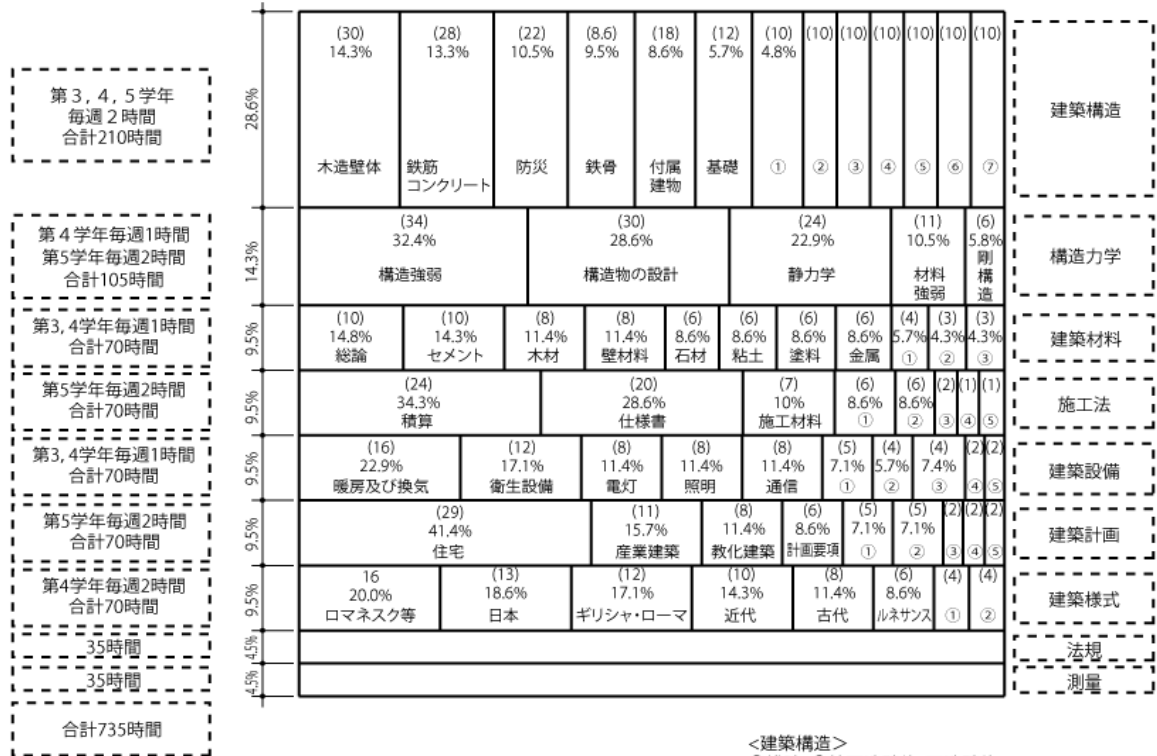 第3, 4, 5学年
毎週2時間
合計210時間
28.6%
(30)
14.3%
木造壁体
(28)
13.3%
鉄筋
コンクリート
(22)
10.5%
防災
(8.6)
9.5%
鉄骨
(18)
8.6%
付属
建物
(12)
5.7%
基礎
(10)
4.8%
①
(10)
②
(10)
③
(10)
④
(10)
⑤
(10)
⑥
(10)
⑦
建築構造
第4学年毎週1時間
第5学年毎週2時間
合計105時間
14.3%
(34)
32.4%
構造強弱
(30)
28.6%
構造物の設計
(24)
22.9%
静力学
(11)
10.5%
材料
強弱
(6)
5.8%
剛
構
造
構造力学
第3, 4学年毎週1時間
合計70時間
9.5%
(10)
14.8%
総論
(10)
14.3%
セメント
(8)
11.4%
木材
(8)
11.4%
壁材料
(6)
8.6%
石材
(6)
8.6%
粘土
(6)
8.6%
塗料
(6)
8.6%
金属
(4)
5.7%
①
(3)
4.3%
②
(3)
4.3%
③
建築材料
第5学年毎週2時間
合計70時間
9.5%
(24)
34.3%
積算
(20)
28.6%
仕様書
(7)
10%
施工材料
(6)
8.6%
①
(6)
8.6%
②
(2)
③
(1)
④
(1)
⑤
施工法
第3, 4学年毎週1時間
合計70時間
9.5%
(16)
22.9%
暖房及び換気
(12)
17.1%
衛生設備
(8)
11.4%
電灯
(8)
11.4%
照明
(8)
11.4%
通信
(5)
7.1%
①
(4)
5.7%
②
(4)
7.4%
③
(2)
④
(2)
⑤
建築設備
第5学年毎週2時間
合計70時間
9.5%
(29)
41.4%
住宅
(11)
15.7%
産業建築
(8)
11.4%
教化建築
(6)
8.6%
計画要項
(5)
7.1%
①
(5)
7.1%
②
(2)
③
(2)
④
(2)
⑤
建築計画
第4学年毎週2時間
合計70時間
9.5%
16
20.0%
ロマネスク等
(13)
18.6%
日本
(12)
17.1%
ギリシャ・ローマ
(10)
14.3%
近代
(8)
11.4%
古代
(6)
8.6%
ルネサンス
(4)
①
(4)
②
建築様式
35時間
4.5%
法規
35時間
4.5%
測量
合計735時間
<建築構造>